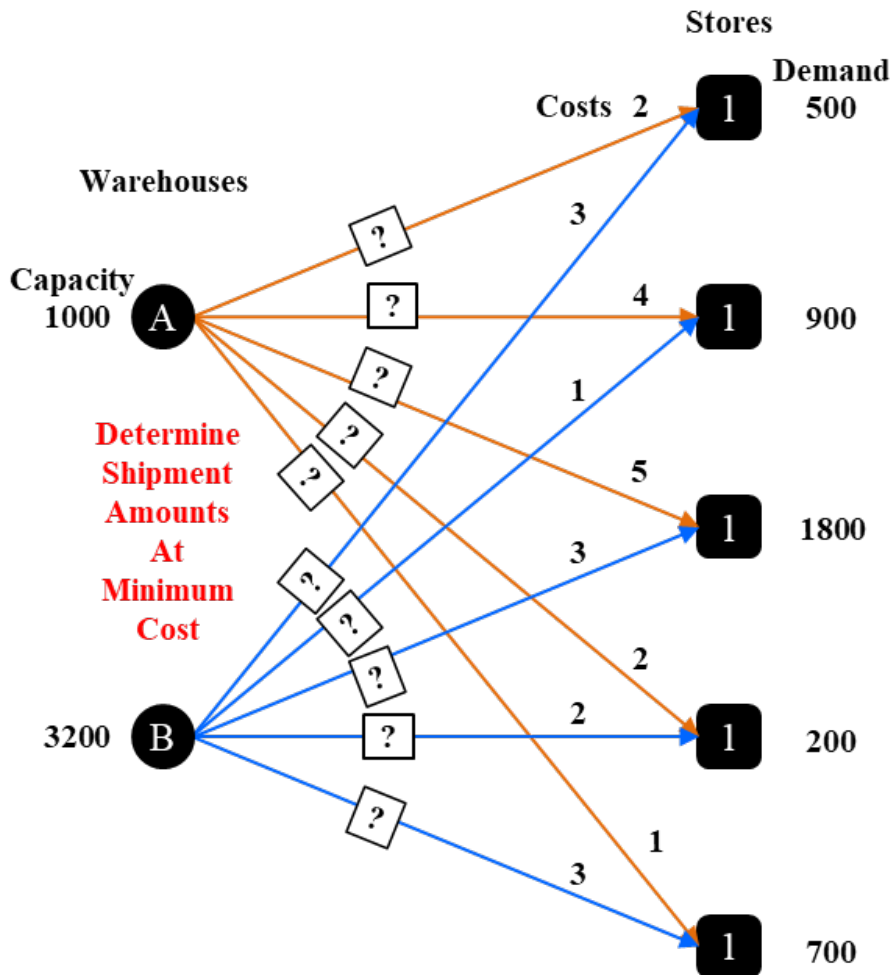 Stores
Demand
Costs 2
1
500
Warehouses
3
?
Capacity
1000
A
?
4
1
900
?
1
Determine
Shipment
Amounts
At
Minimum
Cost
?
?
5
1
1800
3
?
?
?
2
3200
B
?
2
1
200
?
1
3
1
700